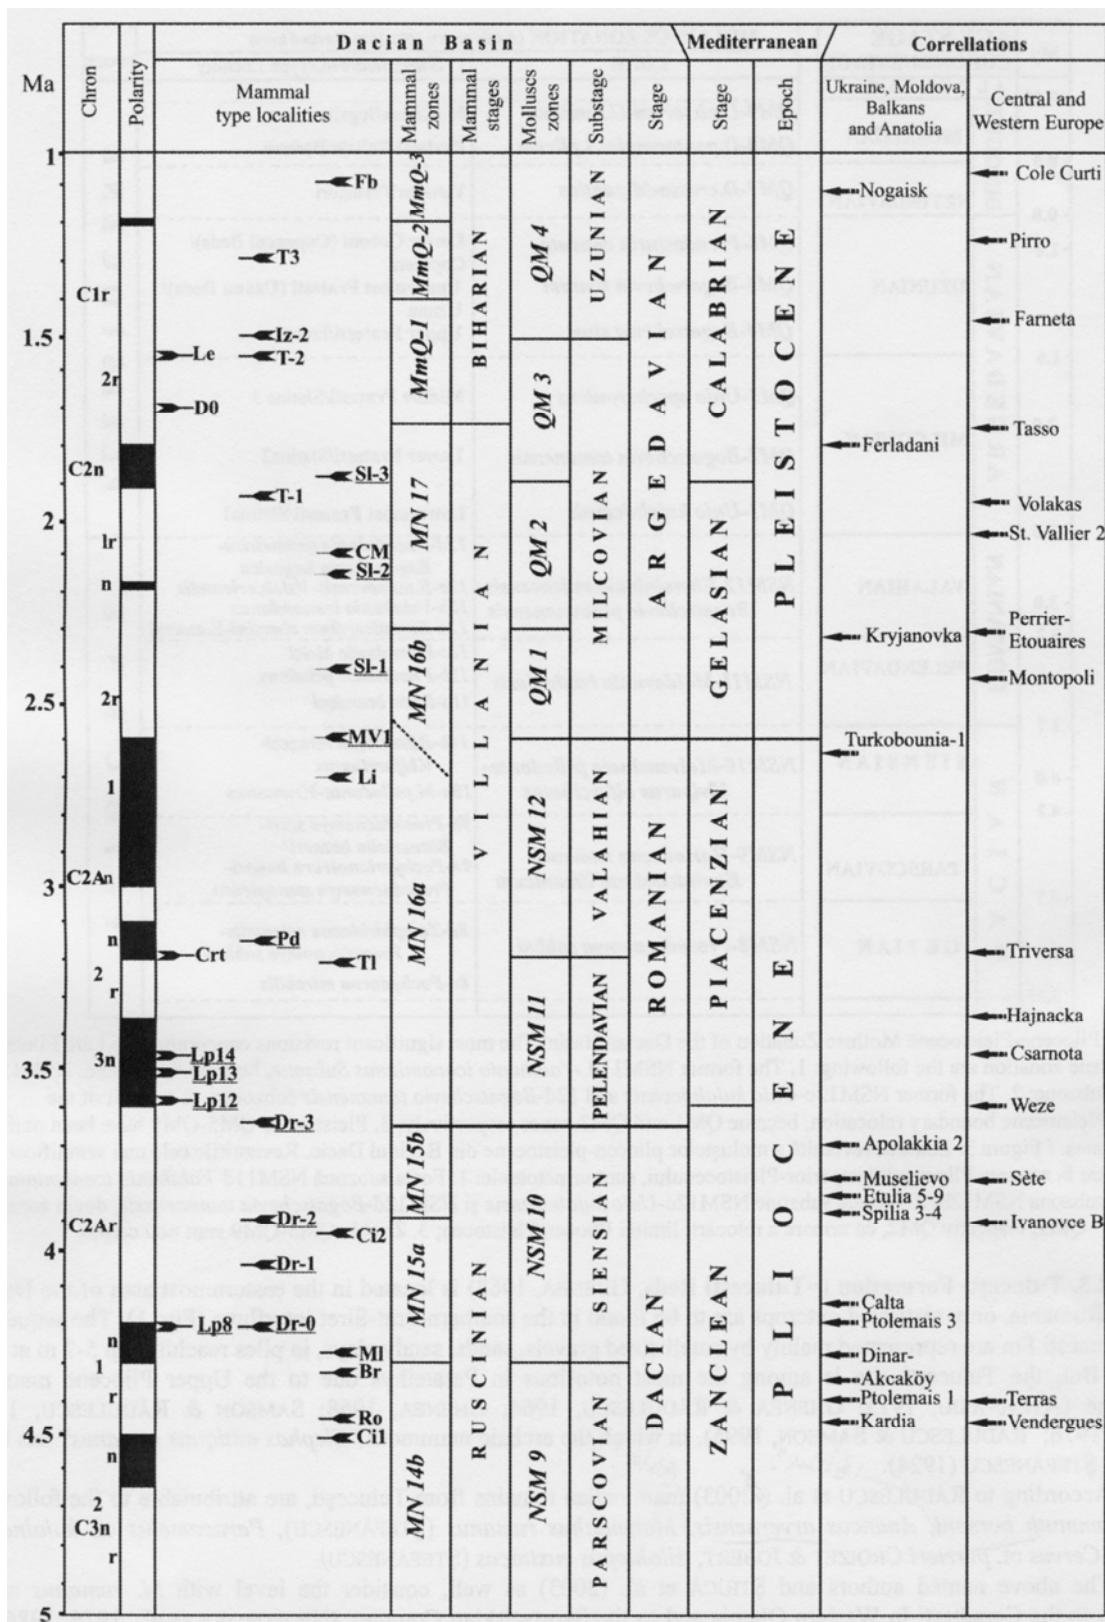 Dacian Basin
Mediterranean
Correllations
Ma
Chron
Polarity
Mammal
type localities
Mammal
zones
Mammal
stages
Molluscs
zones
Substage
Stage
Stage
Epoch
Ukraine, Moldova,
Balkans
and Anatolia
Central and
Western Europe
1
1.5
2
2.5
3
3.5
4
4.5
5
C1r
2r
C2n
1r
n
2r
1
C2An
n
2
r
3n
C2Ar
n
1
r
n
2
C3n
r
Fb
T3
Iz-2
Le
T-2
D0
Sl-3
T-1
CM
Sl-2
Sl-1
MV1
Li
Pd
Crt
Tl
Lp14
Lp13
Lp12
Dr-3
Dr-2
Ci2
Dr-1
Lp8
Dr-0
Ml
Br
Ro
Ci1
MmQ-3
MmQ-2
MmQ-1
MN 17
MN 16b
MN 16a
MN 15b
MN 15a
MN 14b
BIHARIAN
VILLANIAN
RUSCINIAN
QM 4
QM 3
QM 2
QM 1
NSM 12
NSM 11
NSM 10
NSM 9
UZUNIAN
MILCOVIAN
VALAHIAN
PELENDAVIAN
SIENSIAN
PARSCOVIAN
ARGEDAVIAN
ROMANIAN
DACIAN
CALABRIAN
GELASIAN
PIACENZIAN
ZANCLEAN
PLEISTOCENE
PLIOCENE
Nogaisk
Ferladani
Kryjanovka
Turkobounia-1
Apolakkia 2
Muselievo
Etulia 5-9
Spilia 3-4
Calta
Ptolemais 3
Dinar-
Akcaköy
Ptolemais 1
Kardia
Cole Curti
Pirro
Farneta
Tasso
Volakas
St. Vallier 2
Perrier-
Etouaires
Montopoli
Triversa
Hajnacka
Csarnota
Weze
Sète
Ivanovce B
Terras
Vendergues